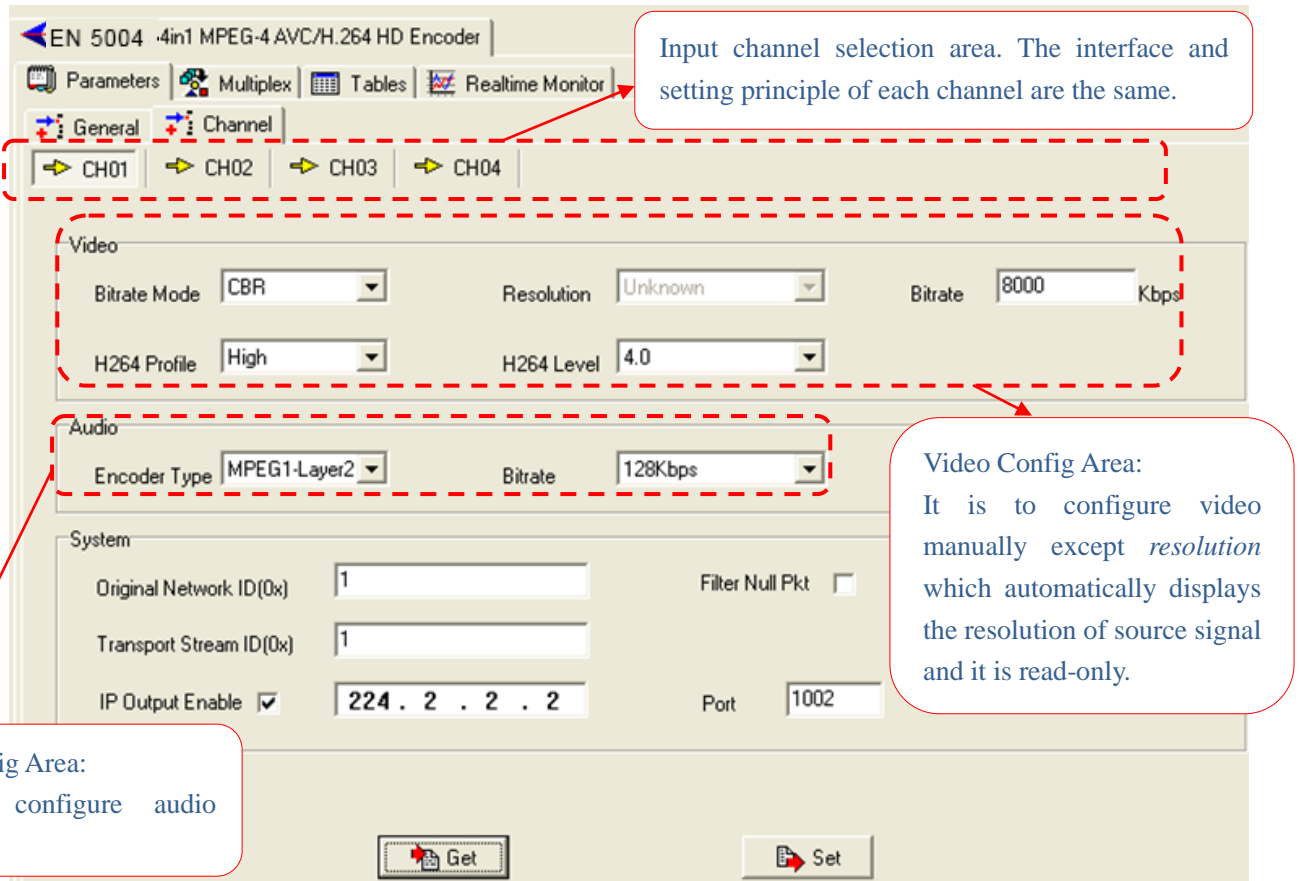 EN 5004 4in1 MPEG-4 AVC/H.264 HD Encoder
Input channel selection area. The interface and
setting principle of each channel are the same.
Parameters Multiplex Tables Realtime Monitor
General Channel
CH01 CH02 CH03 CH04
Video
Bitrate Mode CBR Resolution Unknown Bitrate 8000 Kbps
H264 Profile High H264 Level 4.0
Audio
Encoder Type MPEG1-Layer2 Bitrate 128Kbps
Video Config Area:
It is to configure video
manually except resolution
which automatically displays
the resolution of source signal
and it is read-only.
System
Original Network ID(0x) 1 Filter Null Pkt
Transport Stream ID(0x) 1
IP Output Enable 224 . 2 . 2 . 2 Port 1002
ig Area:
configure audio
Get Set